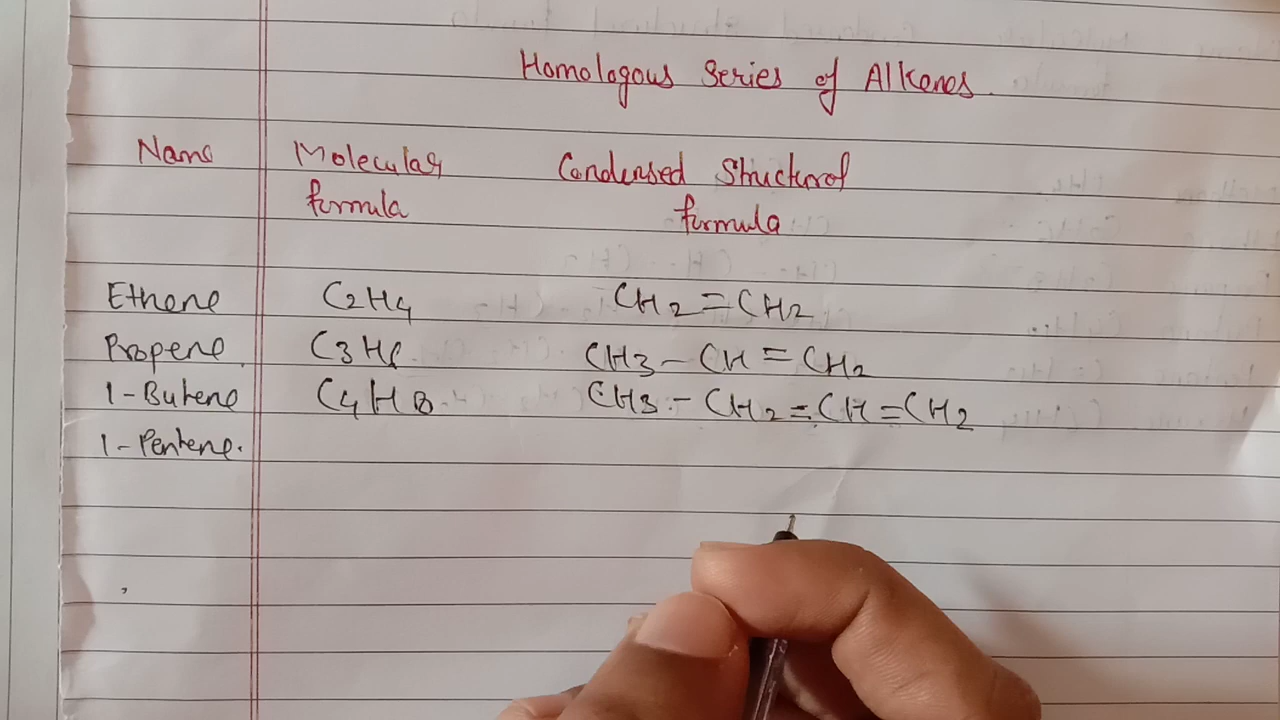 Homologous Series of Alkenes.
Name Molecular Condensed Structural
formula formula
Ethene C2H4 CH2=CH2
Propene C3H6 CH3-CH=CH2
1-Butene C4H8 CH3-CH2=CH=CH2
1-Pentene.